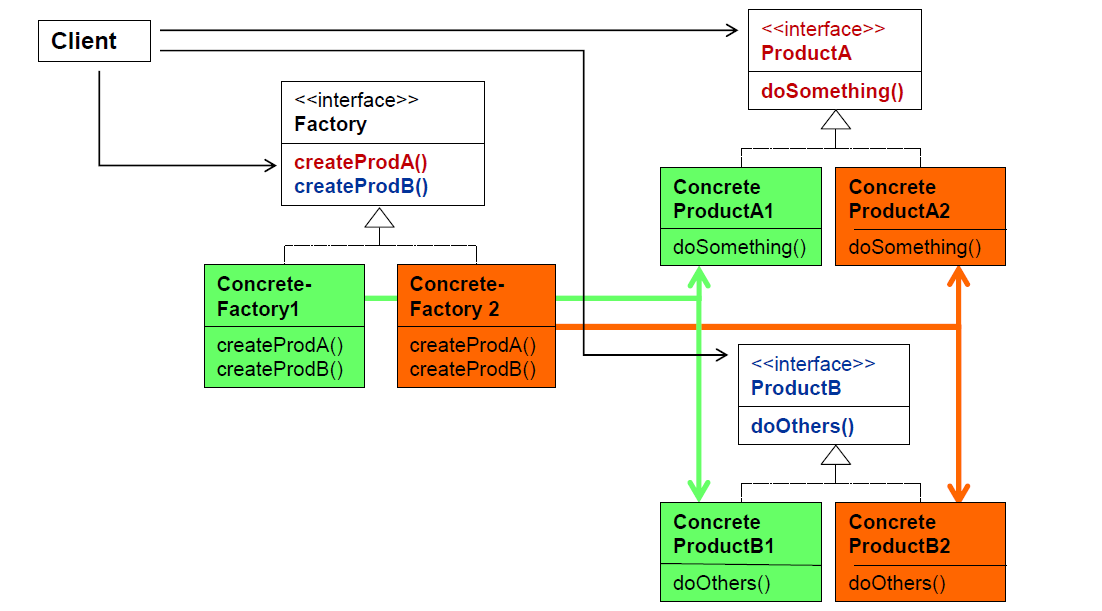 Client
<<interface>>
Factory
createProdA()
createProdB()
Concrete-
Factory1
createProdA()
createProdB()
Concrete-
Factory 2
createProdA()
createProdB()
<<interface>>
ProductA
doSomething()
Concrete
ProductA1
doSomething()
Concrete
ProductA2
doSomething()
<<interface>>
ProductB
doOthers()
Concrete
ProductB1
doOthers()
Concrete
ProductB2
doOthers()